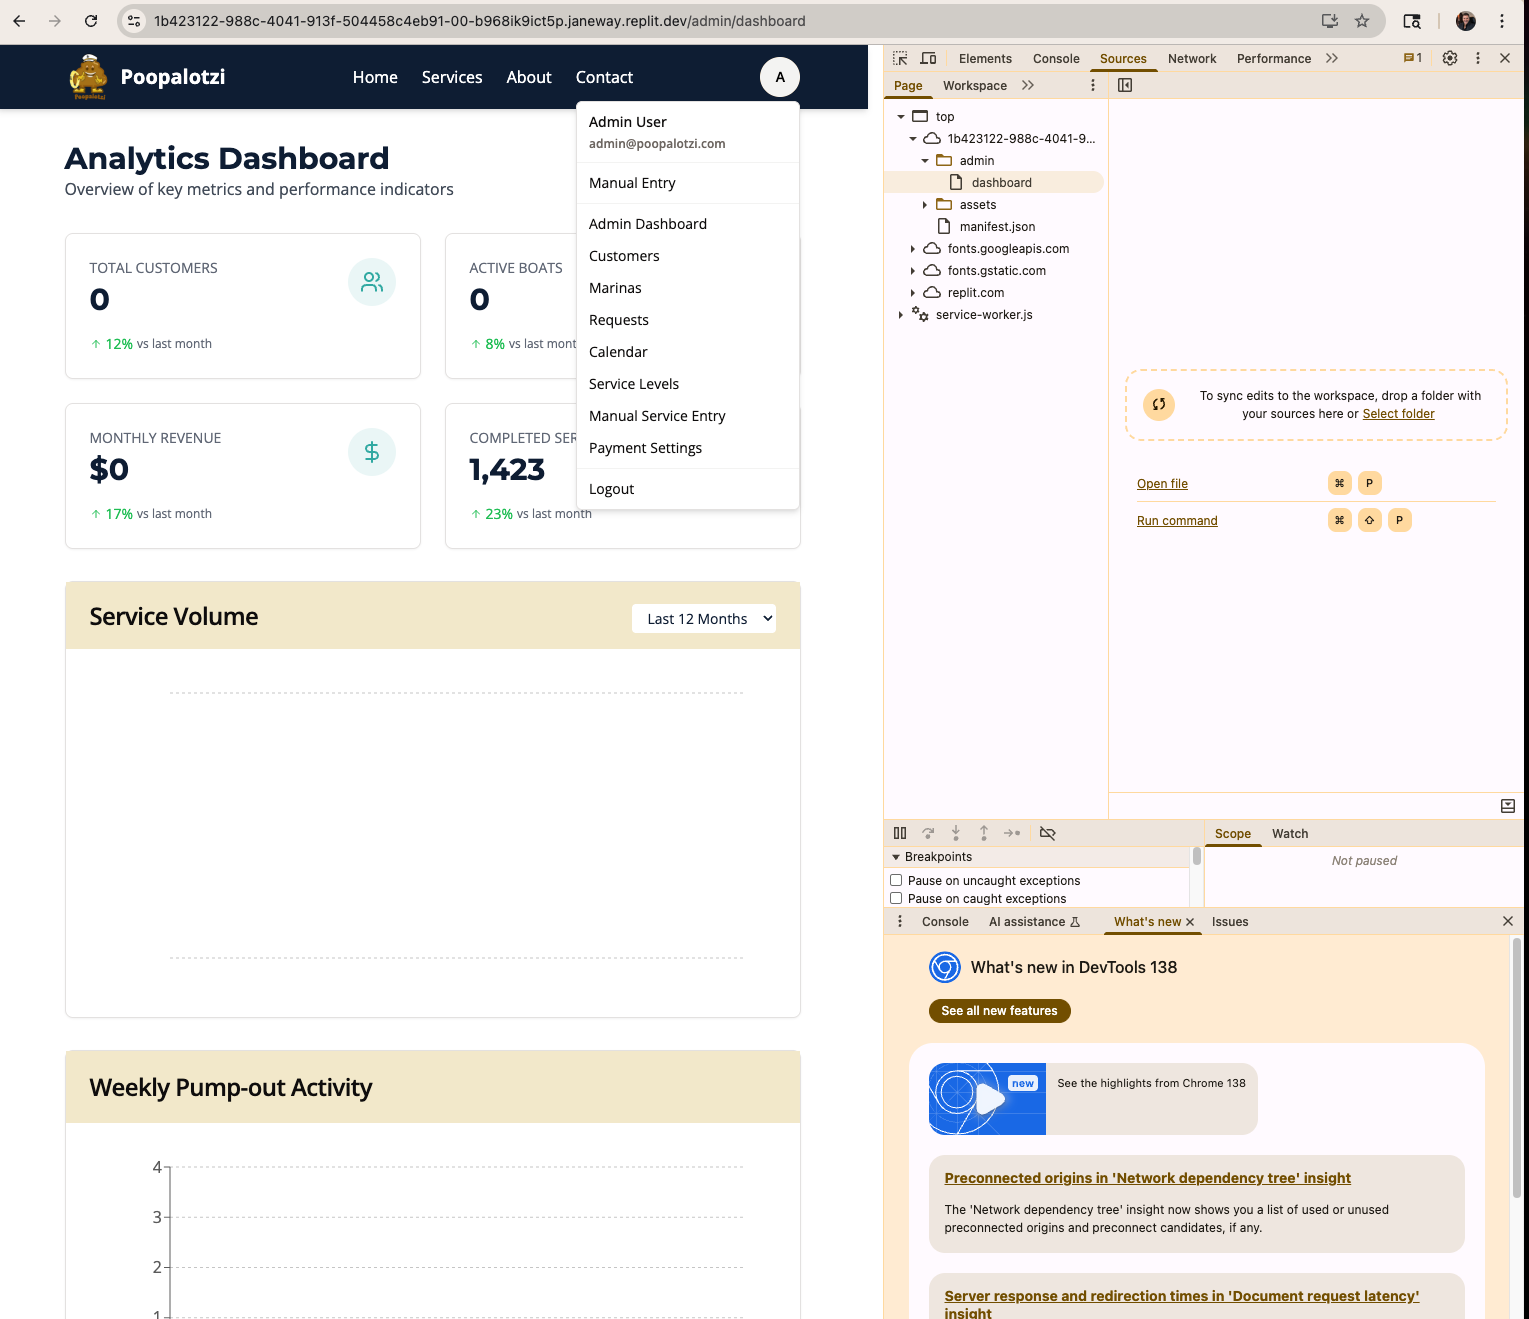 1b423122-988c-4041-913f-504458c4eb91-00-b968ik9ict5p.janeway.replit.dev/admin/dashboard
Poopalotzi
Poopalotzi
Home
Services
About
Contact
A
Admin User
admin@poopalotzi.com
Manual Entry
Admin Dashboard
Customers
Marinas
Requests
Calendar
Service Levels
Manual Service Entry
Payment Settings
Logout
Analytics Dashboard
Overview of key metrics and performance indicators
TOTAL CUSTOMERS
0
12% vs last month
ACTIVE BOATS
0
8% vs last mont
MONTHLY REVENUE
$0
17% vs last month
COMPLETED SER
1,423
23% vs last month
Service Volume
Last 12 Months
Weekly Pump-out Activity
4
3
2
1
Elements
Console
Sources
Network
Performance
1
Page
Workspace
top
1b423122-988c-4041-9...
admin
dashboard
assets
manifest.json
fonts.googleapis.com
fonts.gstatic.com
replit.com
service-worker.js
To sync edits to the workspace, drop a folder with
your sources here or Select folder
Open file
⌘ P
Run command
⌘ ⇧ P
Scope
Watch
Breakpoints
Not paused
Pause on uncaught exceptions
Pause on caught exceptions
Console
AI assistance
What's new
Issues
What's new in DevTools 138
See all new features
new
See the highlights from Chrome 138
Preconnected origins in 'Network dependency tree' insight
The 'Network dependency tree' insight now shows you a list of used or unused
preconnected origins and preconnect candidates, if any.
Server response and redirection times in 'Document request latency'
insight